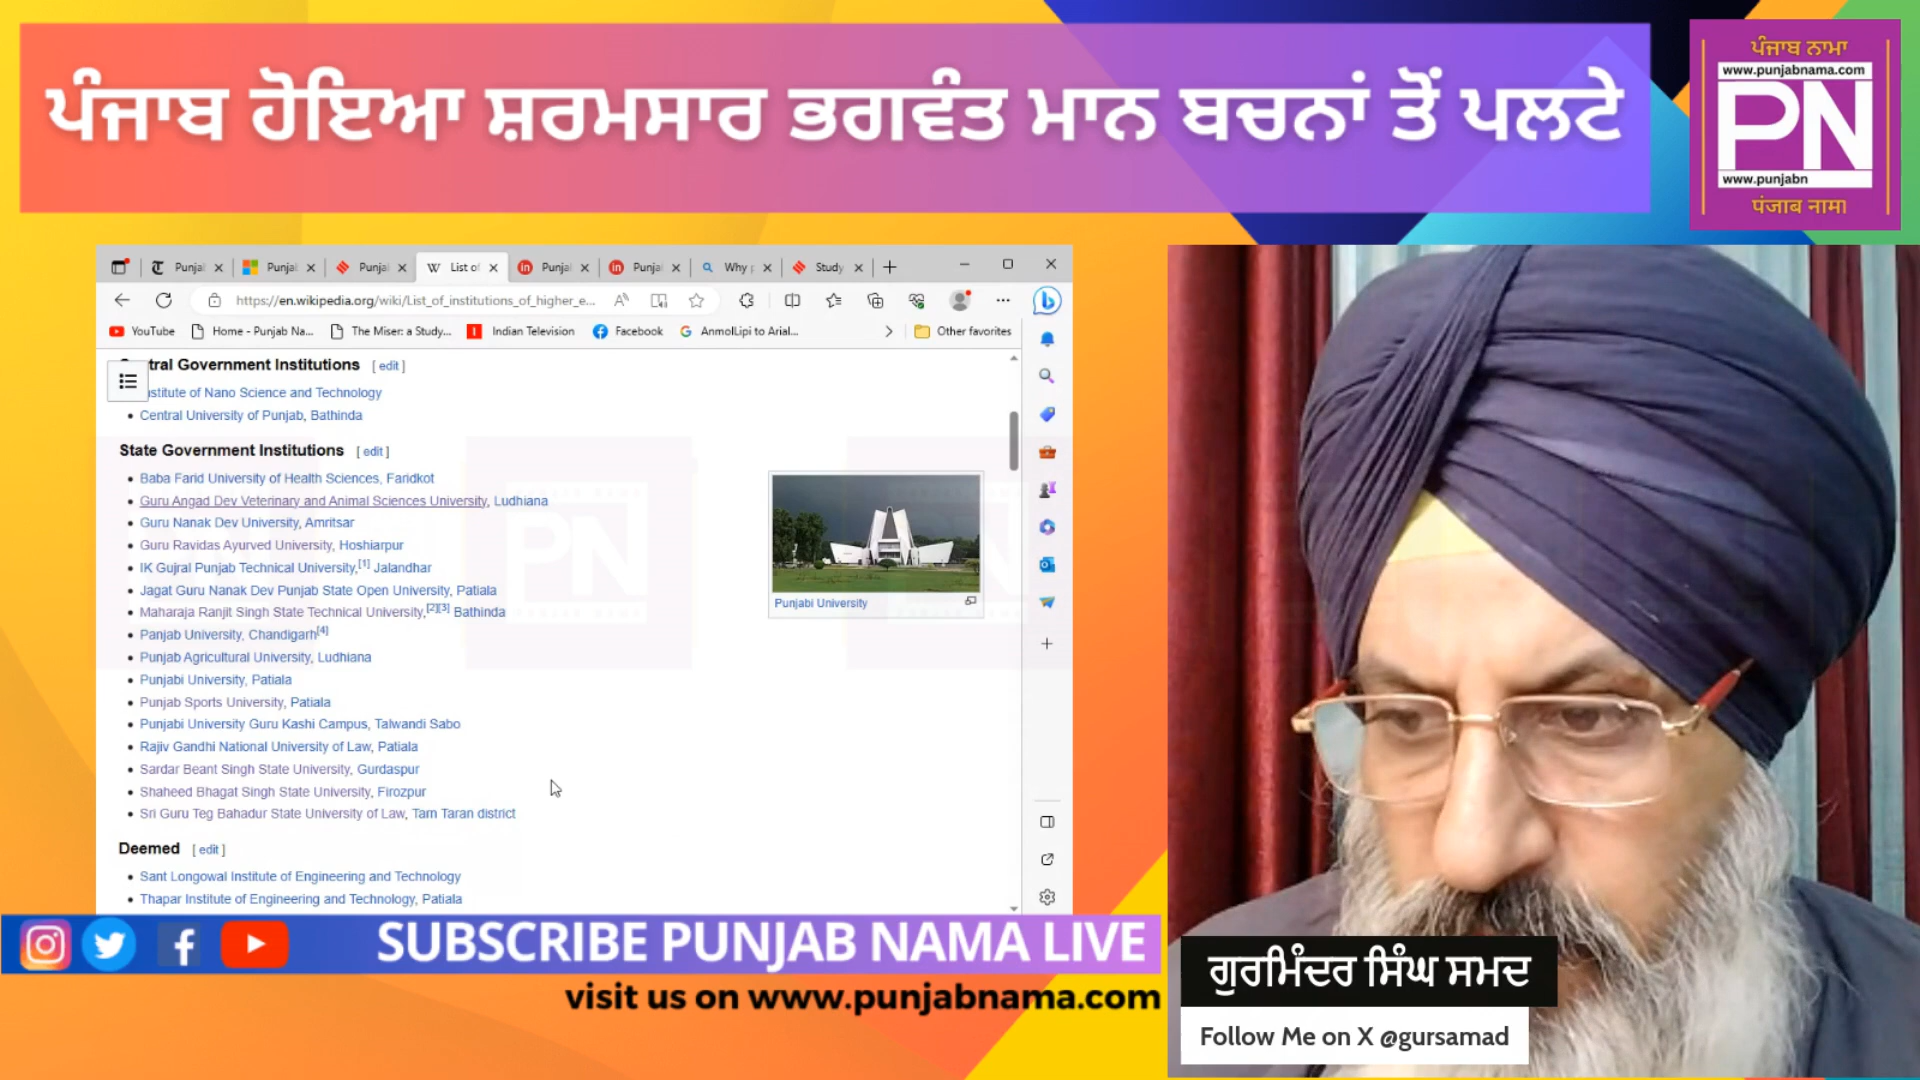 ਪੰਜਾਬ ਹੋਇਆ ਸ਼ਰਮਸਾਰ ਭਗਵੰਤ ਮਾਨ ਬਚਨਾਂ ਤੋਂ ਪਲਟੇ
ਪੰਜਾਬ ਨਾਮਾ
www.punjabnama.com
PN
www.punjabn
ਪੰਜਾਬ ਨਾਮਾ
Punjal
Punjal
Punjal
List of
Punjal
Punjal
Why
Study
https://en.wikipedia.org/wiki/List_of_institutions_of_higher_e...
YouTube
Home - Punjab Na...
The Miser: a Study...
Indian Television
Facebook
AnmolLipi to Arial...
Other favorites
tral Government Institutions [ edit ]
stitute of Nano Science and Technology
Central University of Punjab, Bathinda
State Government Institutions [ edit ]
Baba Farid University of Health Sciences, Faridkot
Guru Angad Dev Veterinary and Animal Sciences University, Ludhiana
Guru Nanak Dev University, Amritsar
Guru Ravidas Ayurved University, Hoshiarpur
IK Gujral Punjab Technical University,[1] Jalandhar
Jagat Guru Nanak Dev Punjab State Open University, Patiala
Maharaja Ranjit Singh State Technical University,[2][3] Bathinda
Panjab University, Chandigarh[4]
Punjab Agricultural University, Ludhiana
Punjabi University, Patiala
Punjab Sports University, Patiala
Punjabi University Guru Kashi Campus, Talwandi Sabo
Rajiv Gandhi National University of Law, Patiala
Sardar Beant Singh State University, Gurdaspur
Shaheed Bhagat Singh State University, Firozpur
Sri Guru Teg Bahadur State University of Law, Tarn Taran district
Punjabi University
Deemed [ edit ]
Sant Longowal Institute of Engineering and Technology
Thapar Institute of Engineering and Technology, Patiala
SUBSCRIBE PUNJAB NAMA LIVE
visit us on www.punjabnama.com
ਗੁਰਮਿੰਦਰ ਸਿੰਘ ਸਮਦ
Follow Me on X @gursamad